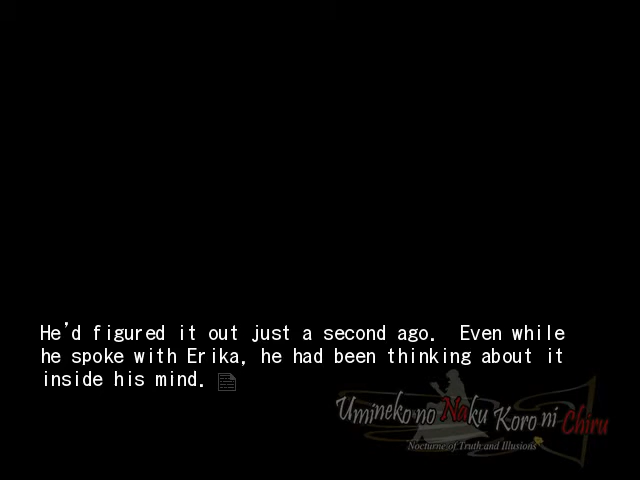 He'd figured it out just a second ago.  Even while
he spoke with Erika, he had been thinking about it
inside his mind.
Umineko no Naku Koro ni Chiru
Nocturne of Truth and Illusions